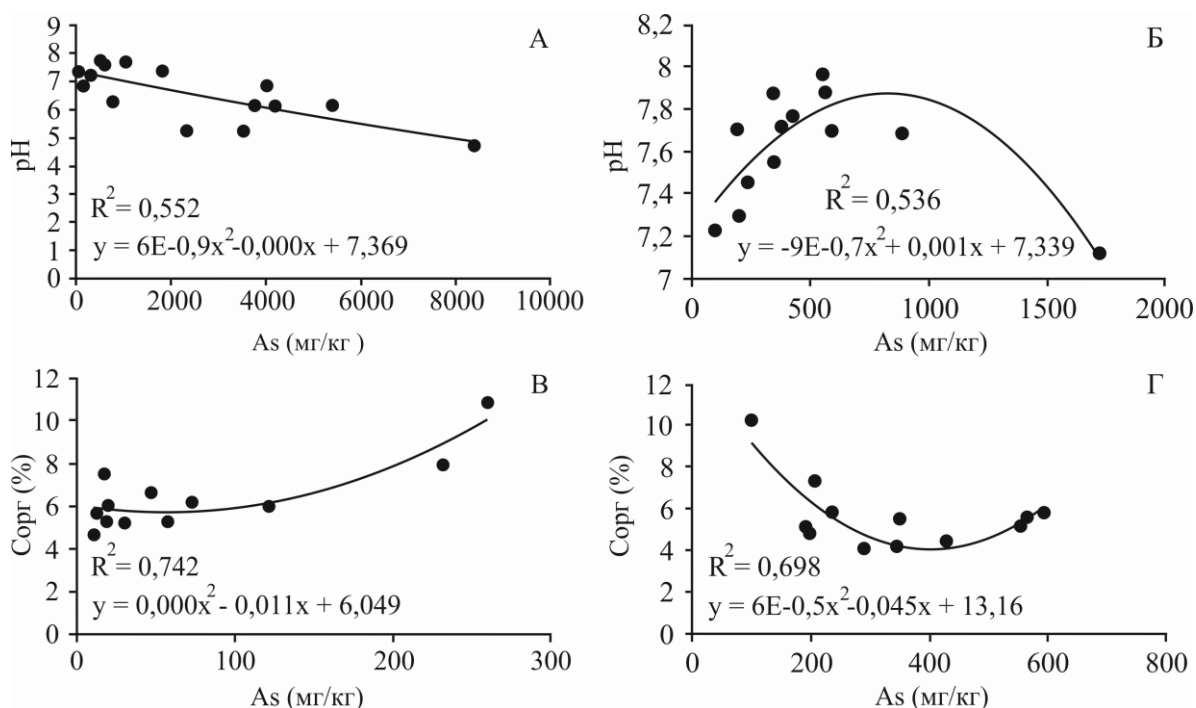 А
9
8
7
6
5
4
3
2
1
0
pH
R²= 0,552
y = 6E-0,9x²-0,000x + 7,369
0 2000 4000 6000 8000 10000
As (мг/кг )
Б
8,2
8
7,8
7,6
7,4
7,2
7
pH
R²= 0,536
y = -9E-0,7x²+ 0,001x + 7,339
0 500 1000 1500 2000
As (мг/кг)
В
12
10
8
6
4
2
0
Cорг (%)
R²= 0,742
y = 0,000x²- 0,011x + 6,049
0 100 200 300
As (мг/кг)
Г
12
10
8
6
4
2
0
Cорг (%)
R²= 0,698
y = 6E-0,5x²-0,045x + 13,16
0 200 400 600 800
As (мг/кг)